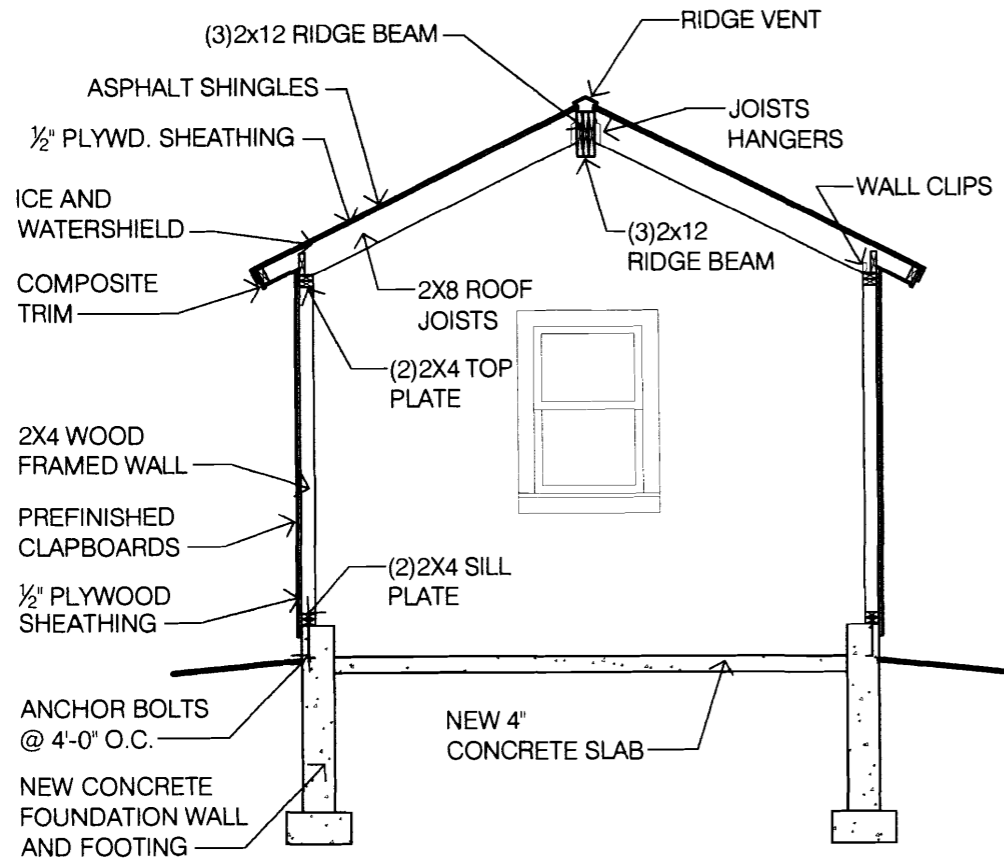 (3)2x12 RIDGE BEAM
RIDGE VENT
ASPHALT SHINGLES
JOISTS
HANGERS
½" PLYWD. SHEATHING
WALL CLIPS
ICE AND
WATERSHIELD
(3)2x12
RIDGE BEAM
COMPOSITE
TRIM
2X8 ROOF
JOISTS
(2)2X4 TOP
PLATE
2X4 WOOD
FRAMED WALL
PREFINISHED
CLAPBOARDS
(2)2X4 SILL
PLATE
½" PLYWOOD
SHEATHING
ANCHOR BOLTS
@ 4'-0" O.C.
NEW 4"
CONCRETE SLAB
NEW CONCRETE
FOUNDATION WALL
AND FOOTING